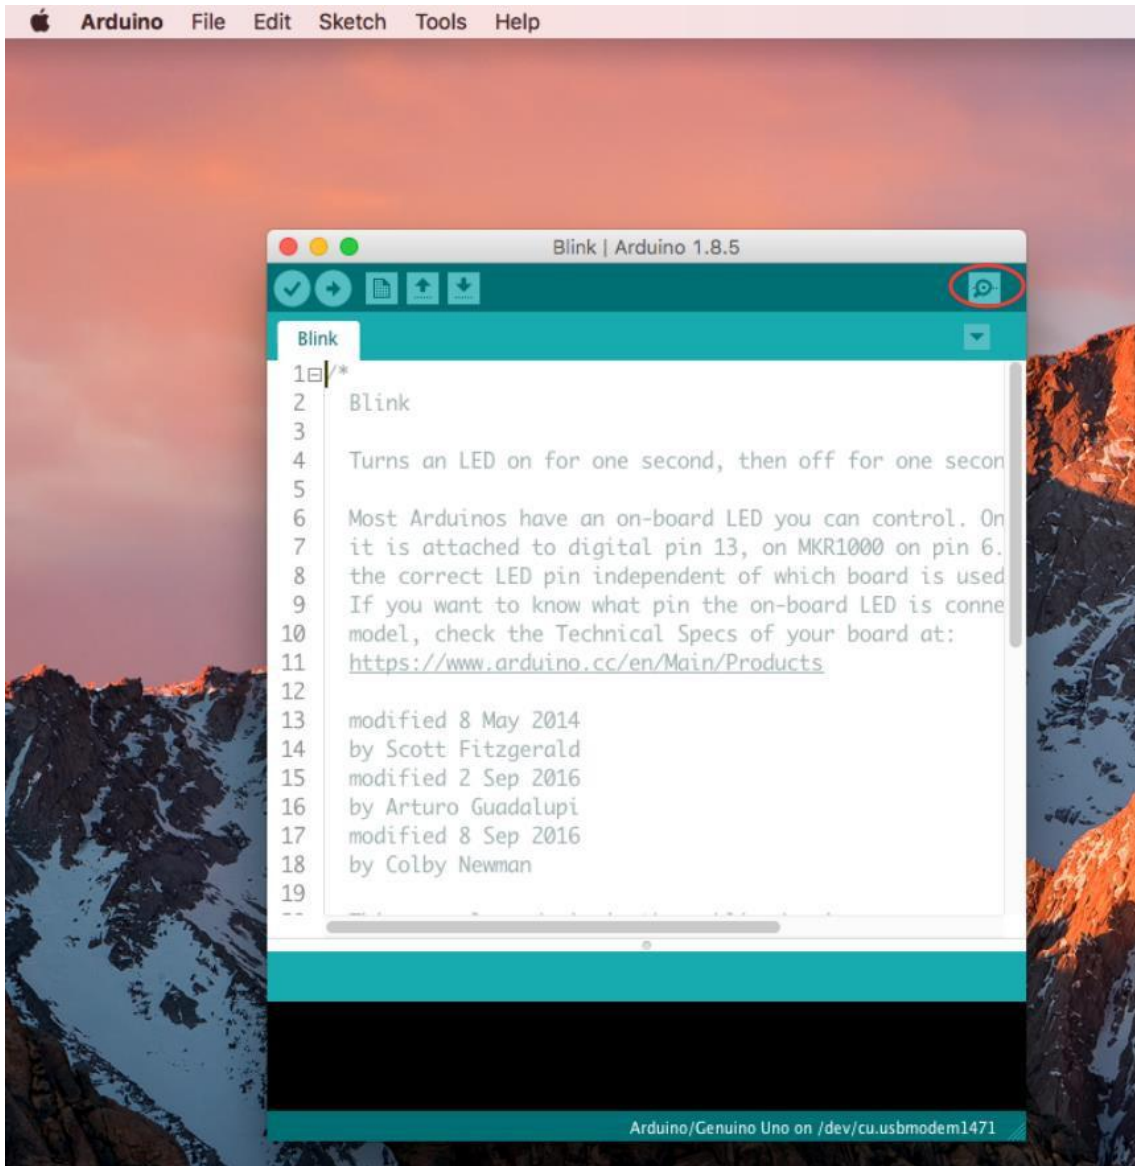 Arduino File Edit Sketch Tools Help
Blink | Arduino 1.8.5
Blink
1 /*
2 Blink
3
4 Turns an LED on for one second, then off for one secon
5
6 Most Arduinos have an on-board LED you can control. On
7 it is attached to digital pin 13, on MKR1000 on pin 6.
8 the correct LED pin independent of which board is used
9 If you want to know what pin the on-board LED is conne
10 model, check the Technical Specs of your board at:
11 https://www.arduino.cc/en/Main/Products
12
13 modified 8 May 2014
14 by Scott Fitzgerald
15 modified 2 Sep 2016
16 by Arturo Guadalupi
17 modified 8 Sep 2016
18 by Colby Newman
19
Arduino/Genuino Uno on /dev/cu.usbmodem1471